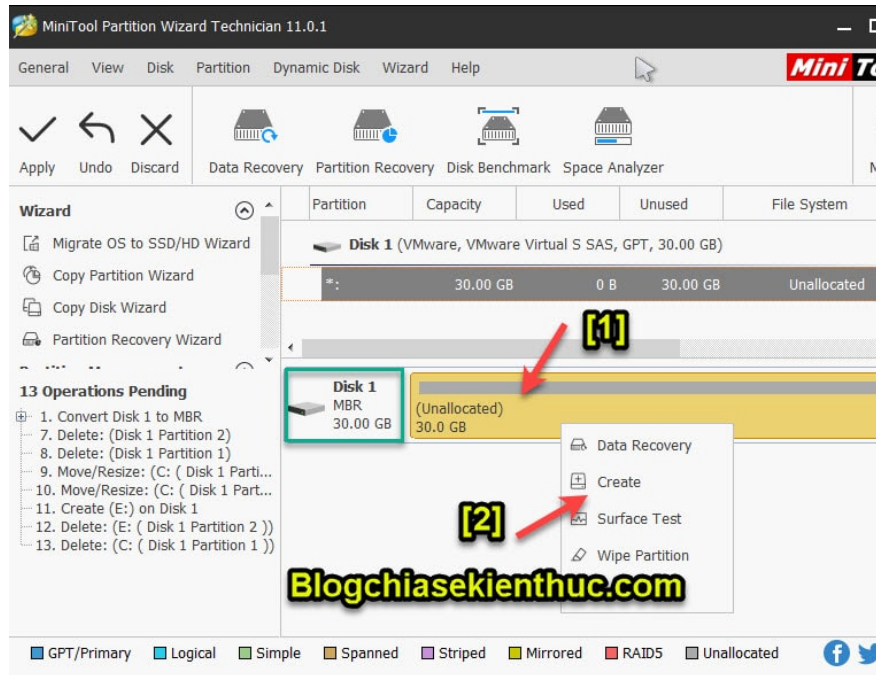 MiniTool Partition Wizard Technician 11.0.1
General View Disk Partition Dynamic Disk Wizard Help
Mini
Apply Undo Discard Data Recovery Partition Recovery Disk Benchmark Space Analyzer
Wizard
Migrate OS to SSD/HD Wizard
Copy Partition Wizard
Copy Disk Wizard
Partition Recovery Wizard
13 Operations Pending
1. Convert Disk 1 to MBR
7. Delete: (Disk 1 Partition 2)
8. Delete: (Disk 1 Partition 1)
9. Move/Resize: (C: ( Disk 1 Parti...
10. Move/Resize: (C: ( Disk 1 Part...
11. Create (E:) on Disk 1
12. Delete: (E: ( Disk 1 Partition 2 ))
13. Delete: (C: ( Disk 1 Partition 1 ))
Partition Capacity Used Unused File System
Disk 1 (VMware, VMware Virtual S SAS, GPT, 30.00 GB)
*: 30.00 GB 0 B 30.00 GB Unallocated
[1]
Disk 1
MBR
30.00 GB
(Unallocated)
30.0 GB
Data Recovery
Create
Surface Test
Wipe Partition
[2]
Blogchiasekienthuc.com
GPT/Primary Logical Simple Spanned Striped Mirrored RAID5 Unallocated